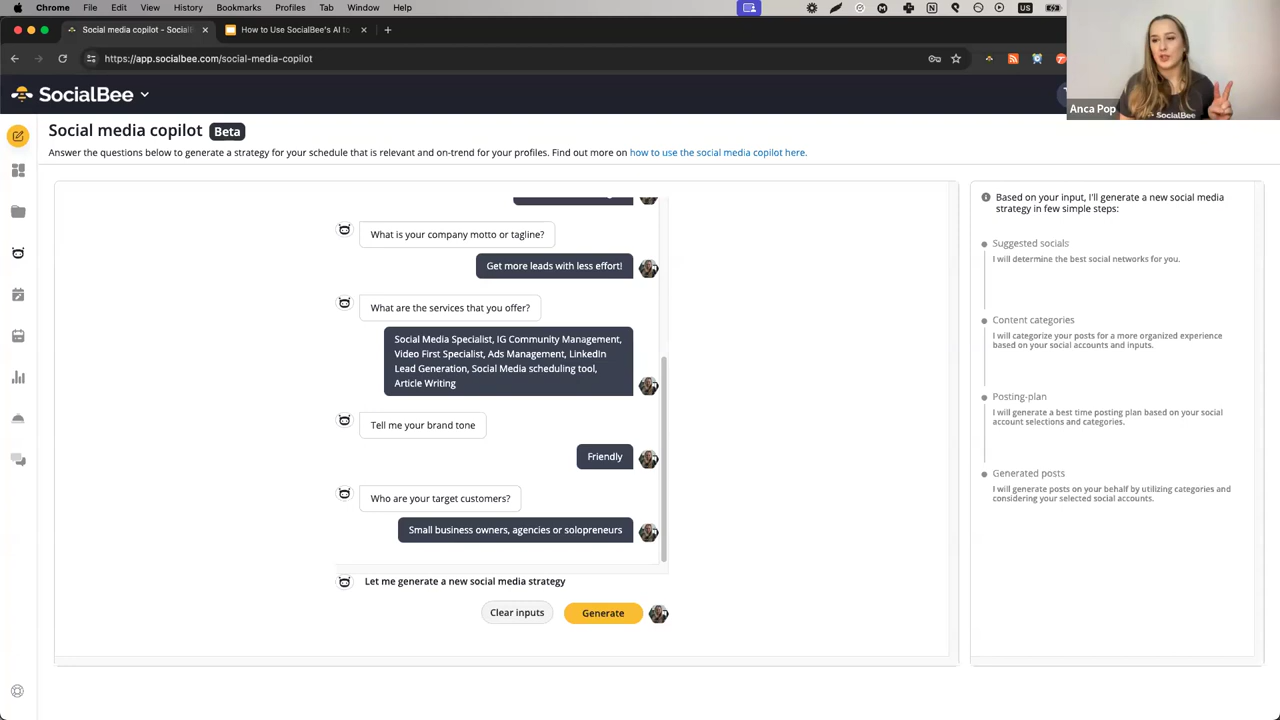 Chrome File Edit View History Bookmarks Profiles Tab Window Help
US
Social media copilot - Sociall
How to Use SocialBee's AI to
https://app.socialbee.com/social-media-copilot
Anca Pop
SocialBee
SocialBee
Social media copilot Beta
Answer the questions below to generate a strategy for your schedule that is relevant and on-trend for your profiles. Find out more on how to use the social media copilot here.
What is your company motto or tagline?
Get more leads with less effort!
What are the services that you offer?
Social Media Specialist, IG Community Management,
Video First Specialist, Ads Management, LinkedIn
Lead Generation, Social Media scheduling tool,
Article Writing
Tell me your brand tone
Friendly
Who are your target customers?
Small business owners, agencies or solopreneurs
Let me generate a new social media strategy
Clear inputs
Generate
Based on your input, I'll generate a new social media
strategy in few simple steps:
Suggested socials
I will determine the best social networks for you.
Content categories
I will categorize your posts for a more organized experience
based on your social accounts and inputs.
Posting-plan
I will generate a best time posting plan based on your social
account selections and categories.
Generated posts
I will generate posts on your behalf by utilizing categories and
considering your selected social accounts.